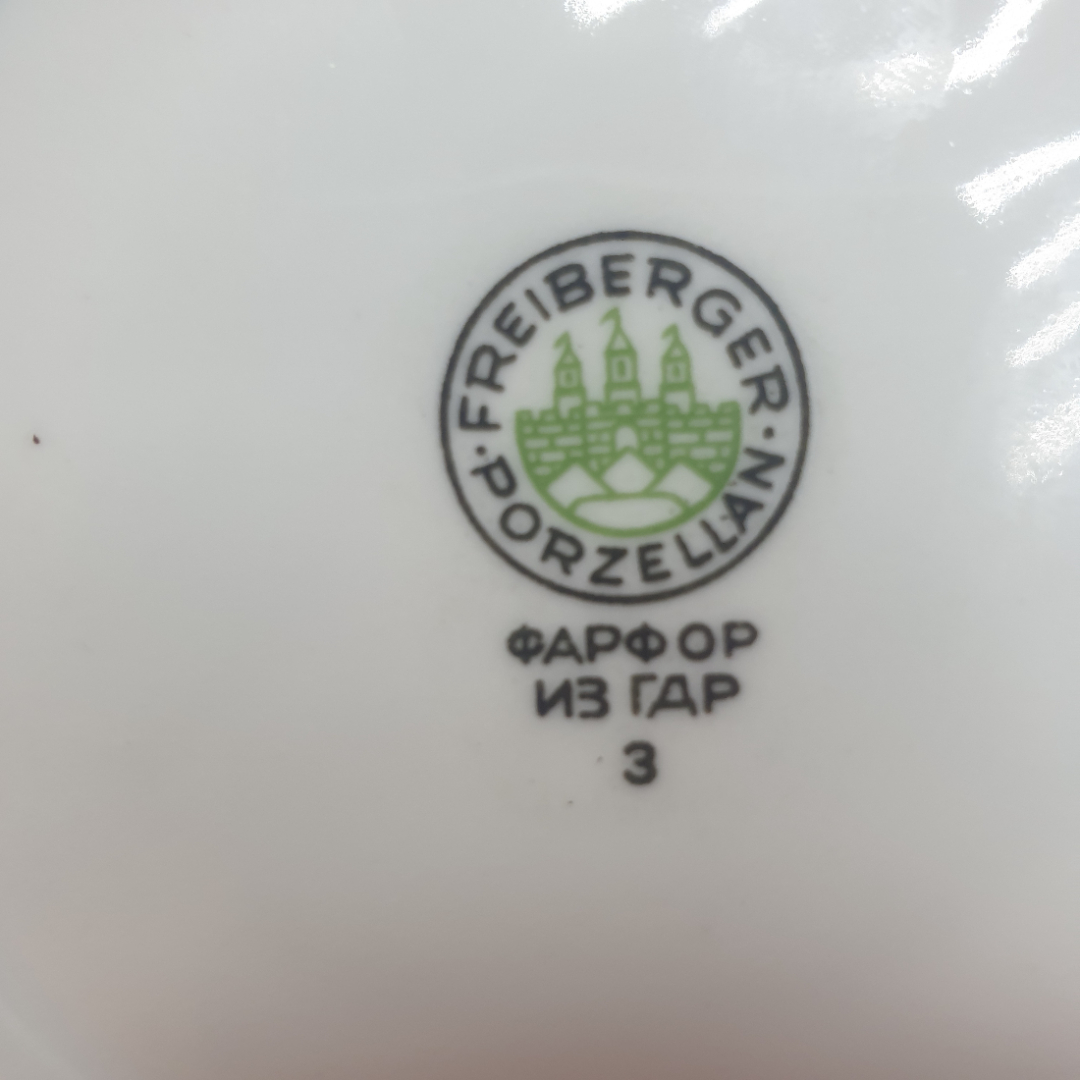 FREIBERGER
· PORZELLAN ·
ФАРФОР
ИЗ ГДР
3